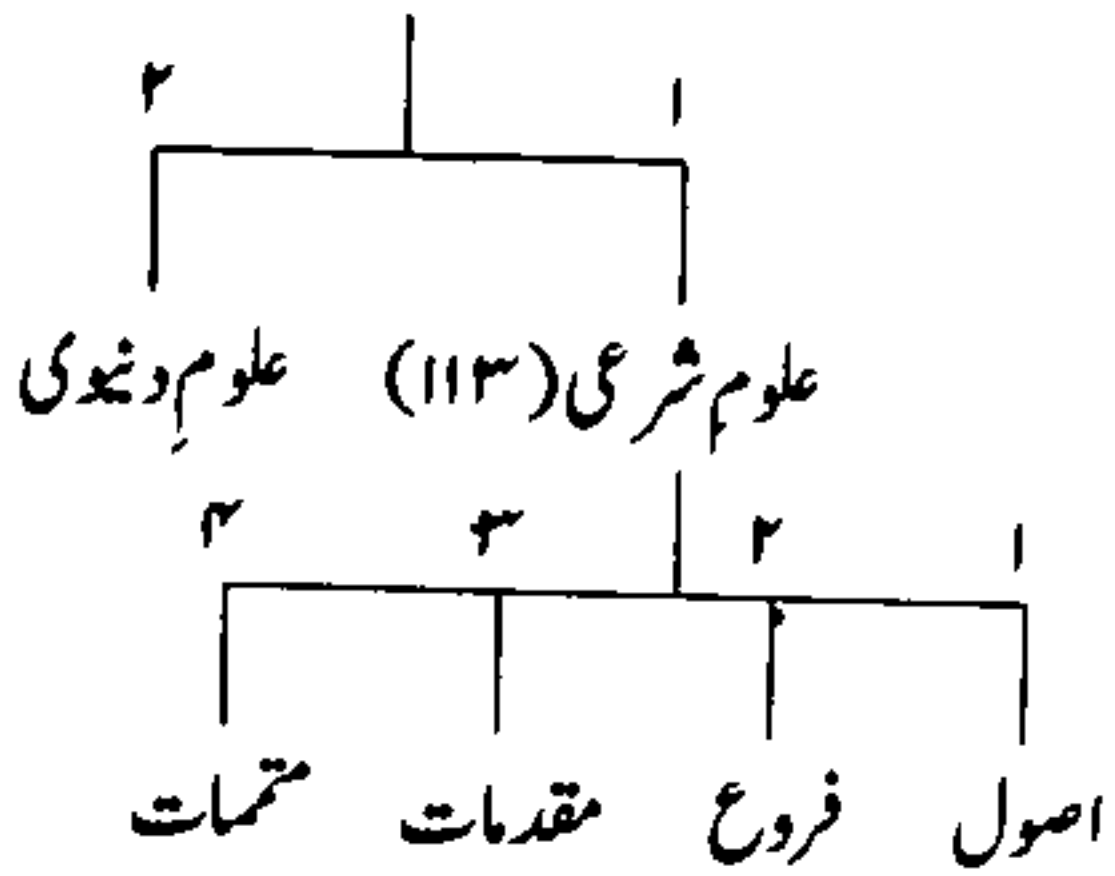 ۱ ۲
علومِ شرعی (۱۱۳) علومِ دنیوی
۱ ۲ ۳ ۴
اصول فروع مقدمات متممات